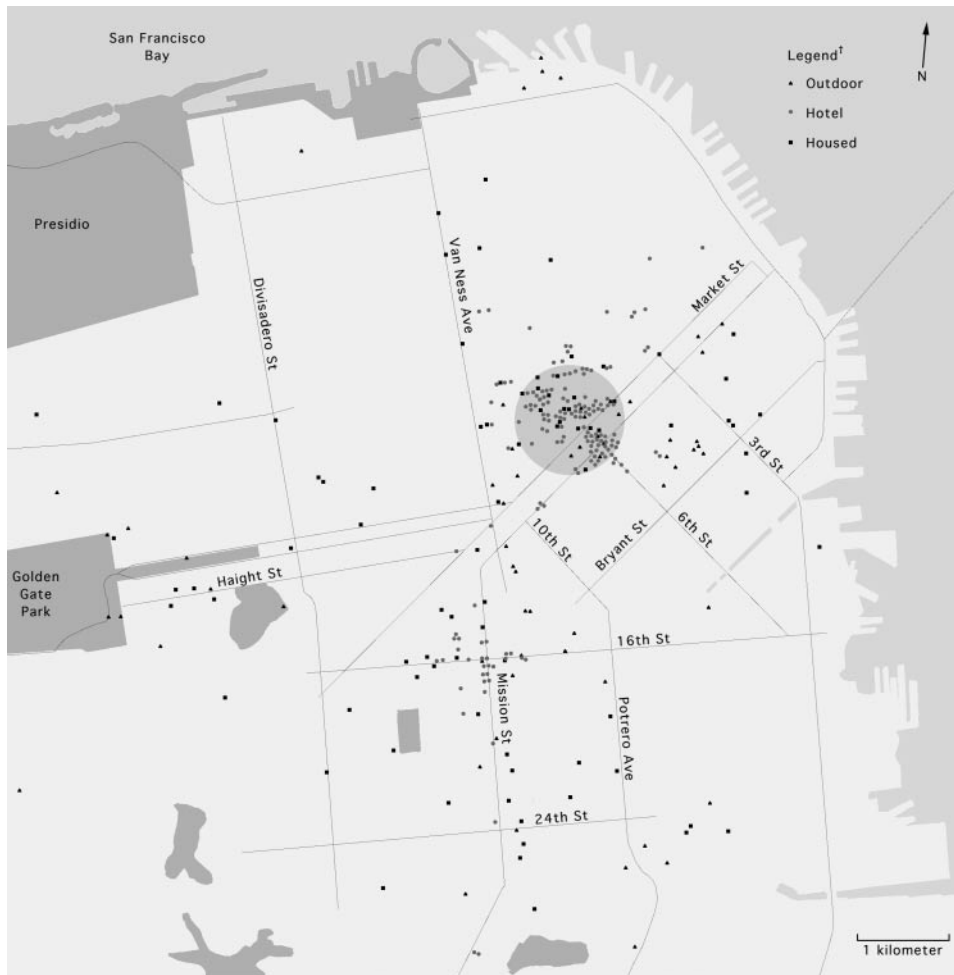 San Francisco
Bay
Legend†
Outdoor
Hotel
Housed
N
Presidio
Van Ness Ave
Market St
Divisadero St
3rd St
6th St
10th St
Bryant St
Golden
Gate
Park
Haight St
16th St
Mission St
Potrero Ave
24th St
1 kilometer